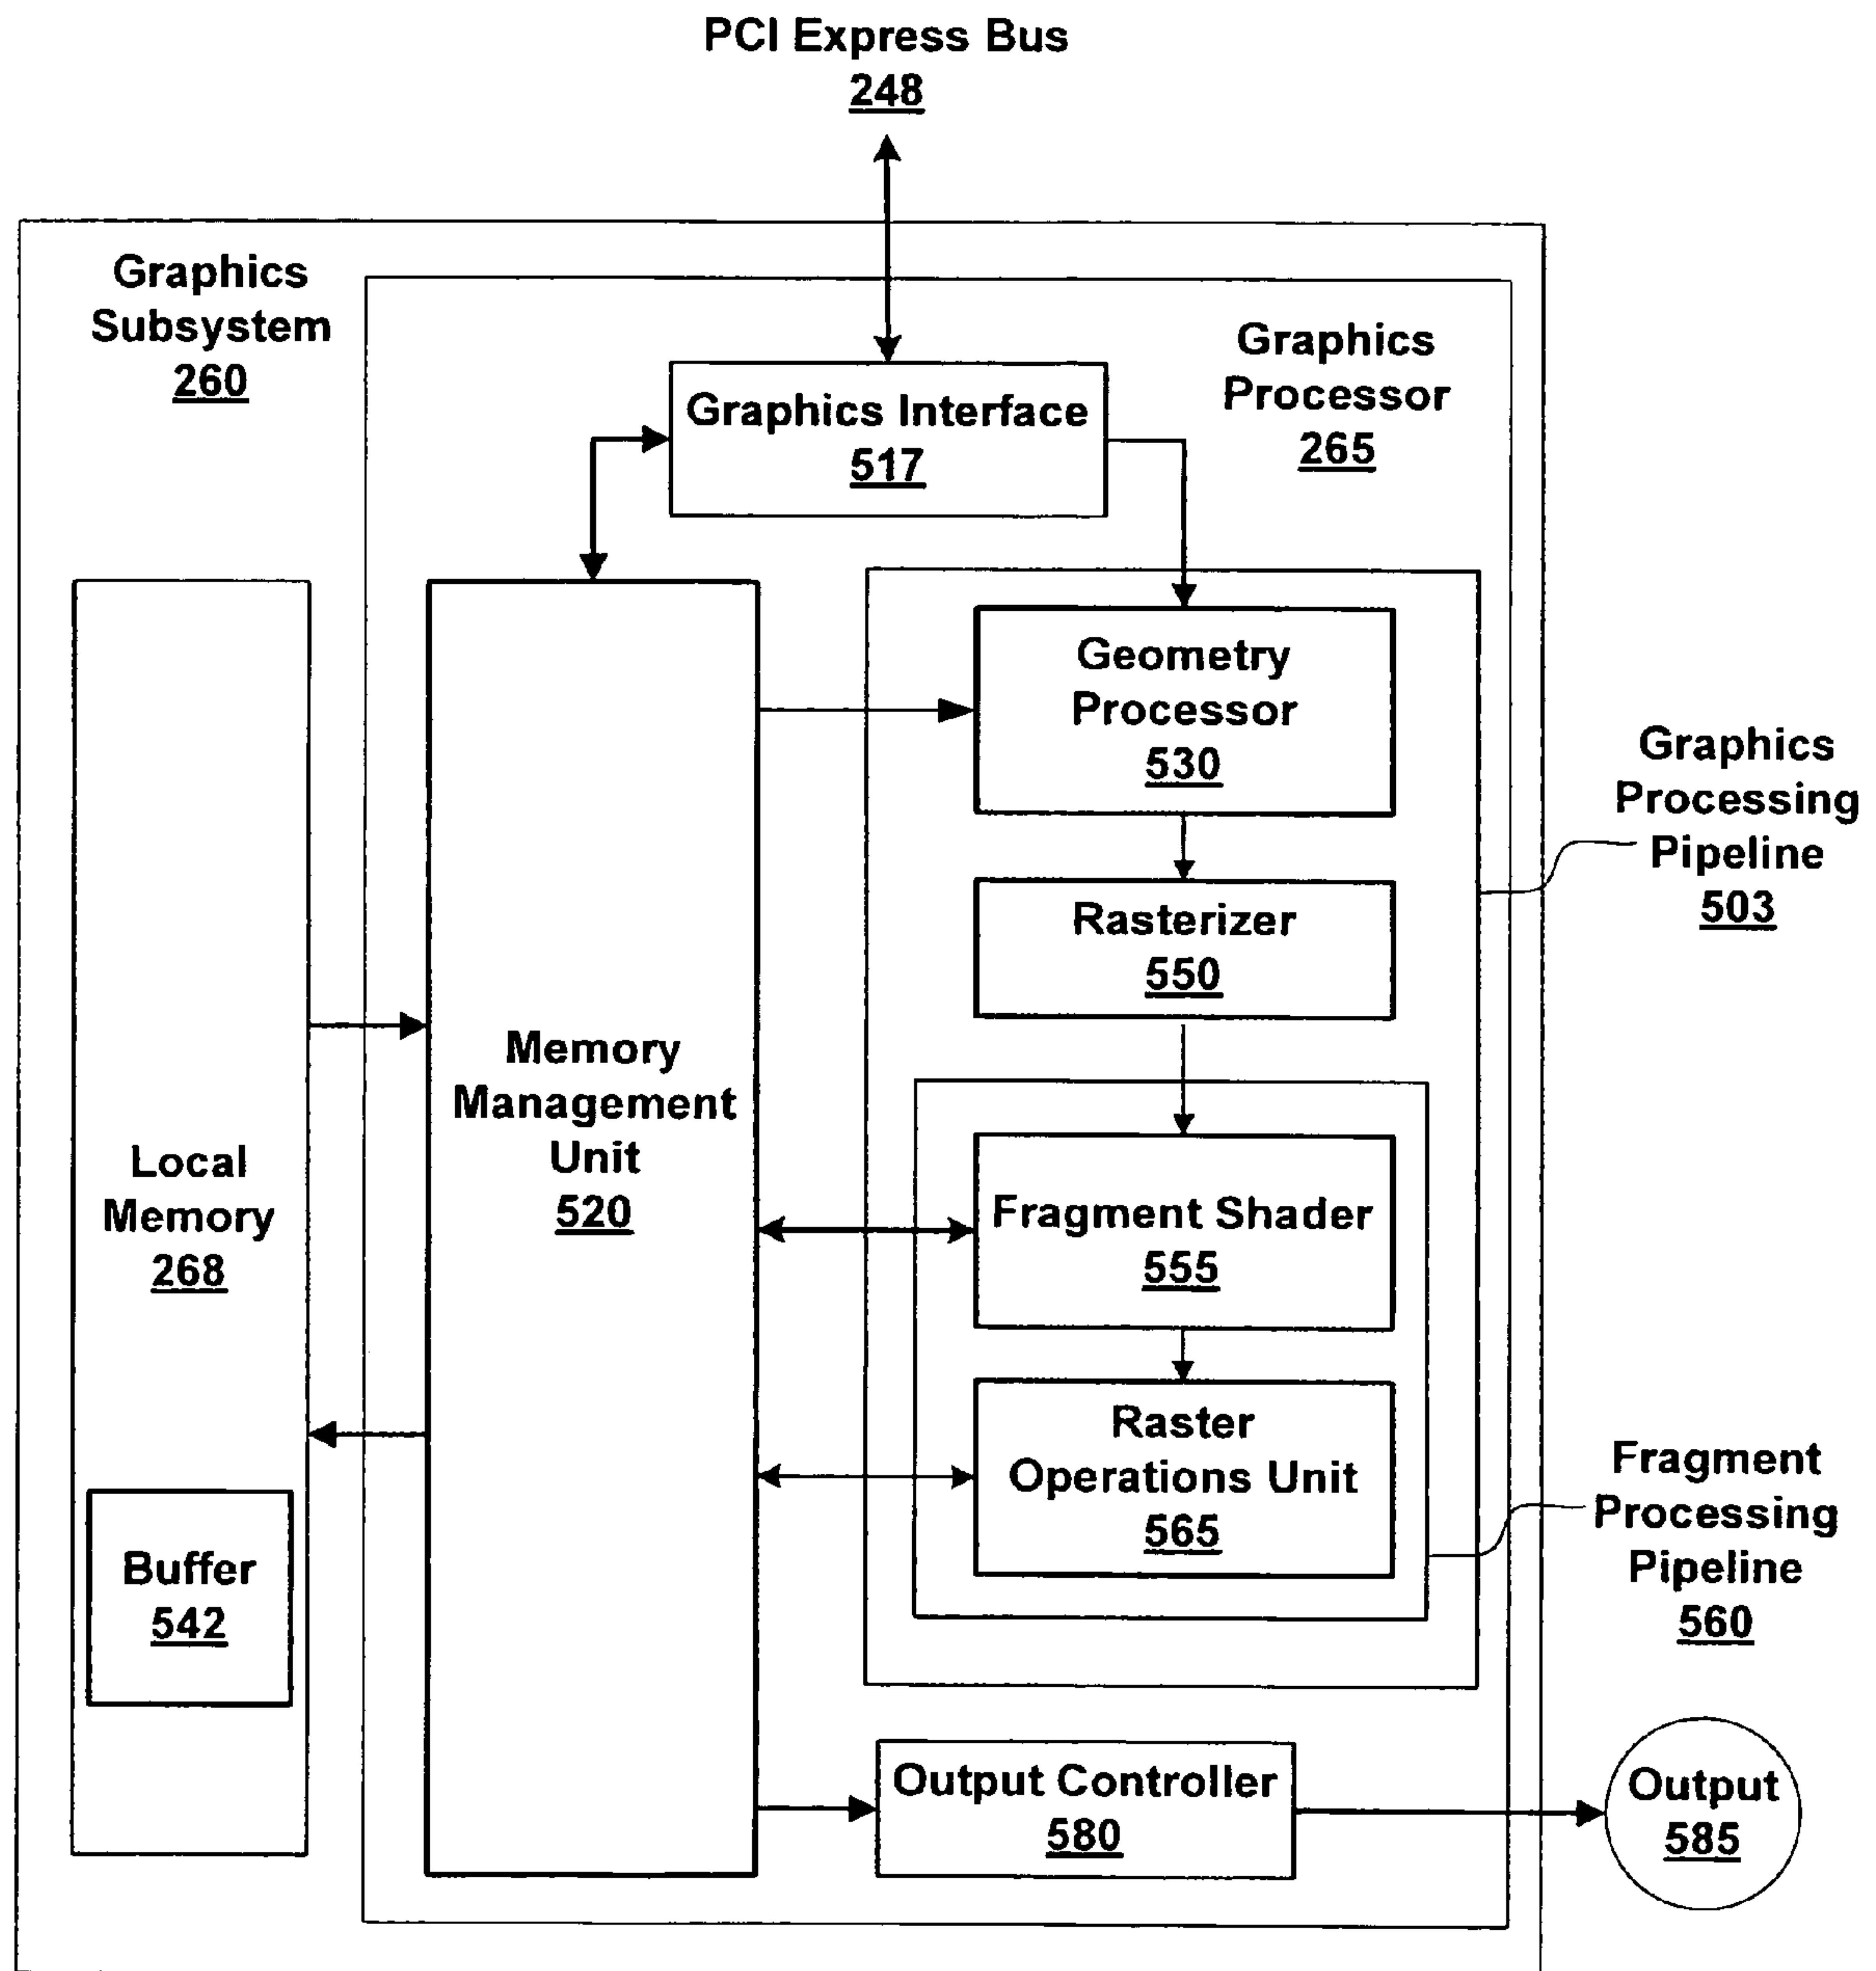 PCI Express Bus
248
Graphics
Subsystem
260
Graphics
Processor
265
Graphics Interface
517
Geometry
Processor
530
Graphics
Processing
Pipeline
503
Rasterizer
550
Memory
Management
Unit
520
Local
Memory
268
Fragment Shader
555
Raster
Operations Unit
565
Fragment
Processing
Pipeline
560
Buffer
542
Output Controller
580
Output
585